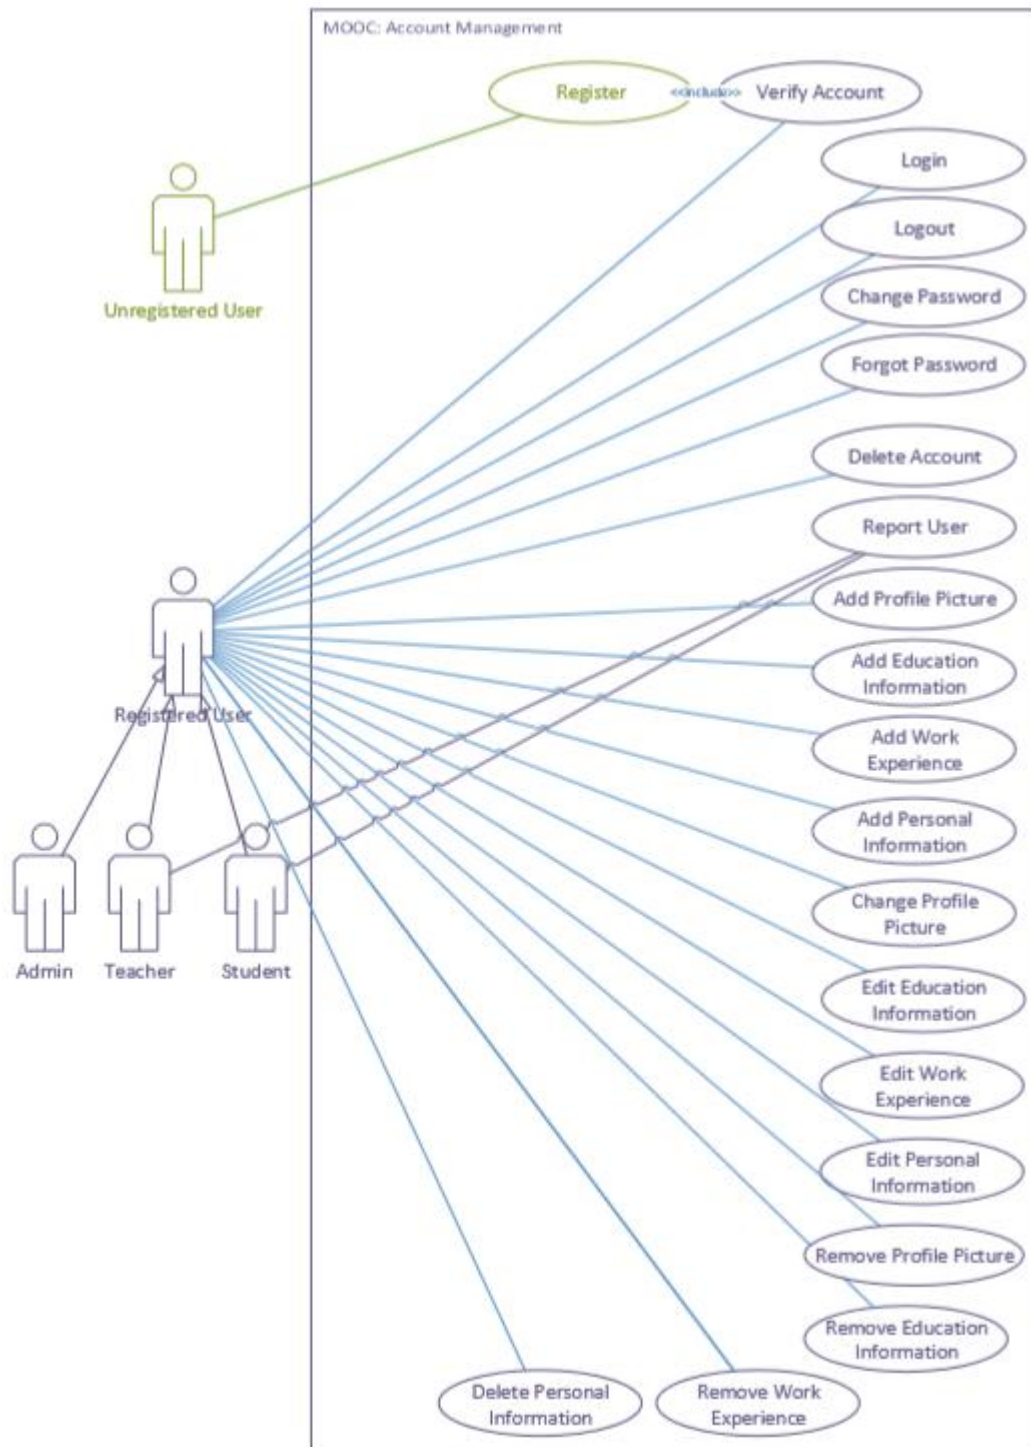 MOOC: Account Management
Register
<<include>>
Verify Account
Login
Logout
Unregistered User
Change Password
Forgot Password
Delete Account
Report User
Add Profile Picture
Add Education
Information
Registered User
Add Work
Experience
Add Personal
Information
Change Profile
Picture
Admin
Teacher
Student
Edit Education
Information
Edit Work
Experience
Edit Personal
Information
Remove Profile Picture
Remove Education
Information
Delete Personal
Information
Remove Work
Experience